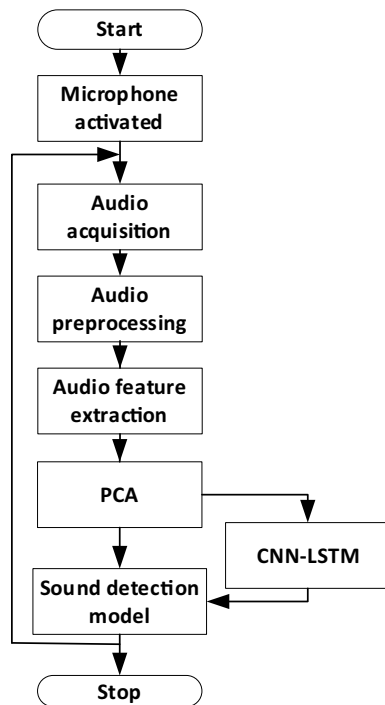 Start
Microphone
activated
Audio
acquisition
Audio
preprocessing
Audio feature
extraction
PCA
CNN-LSTM
Sound detection
model
Stop